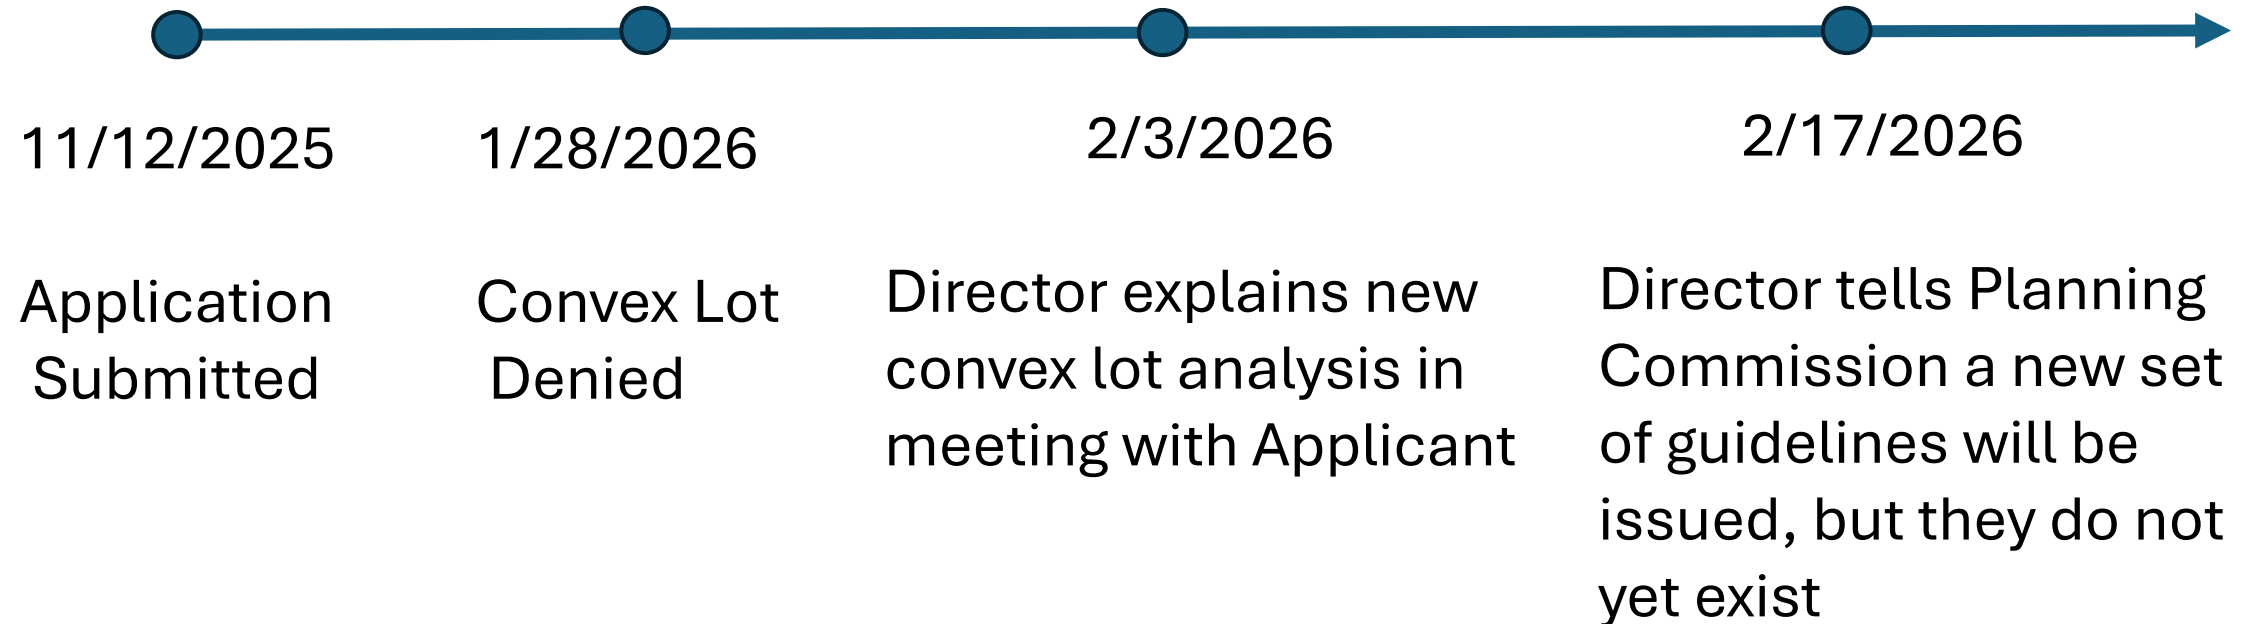 11/12/2025
1/28/2026
2/3/2026
2/17/2026
Application
Submitted
Convex Lot
Denied
Director explains new
convex lot analysis in
meeting with Applicant
Director tells Planning
Commission a new set
of guidelines will be
issued, but they do not
yet exist